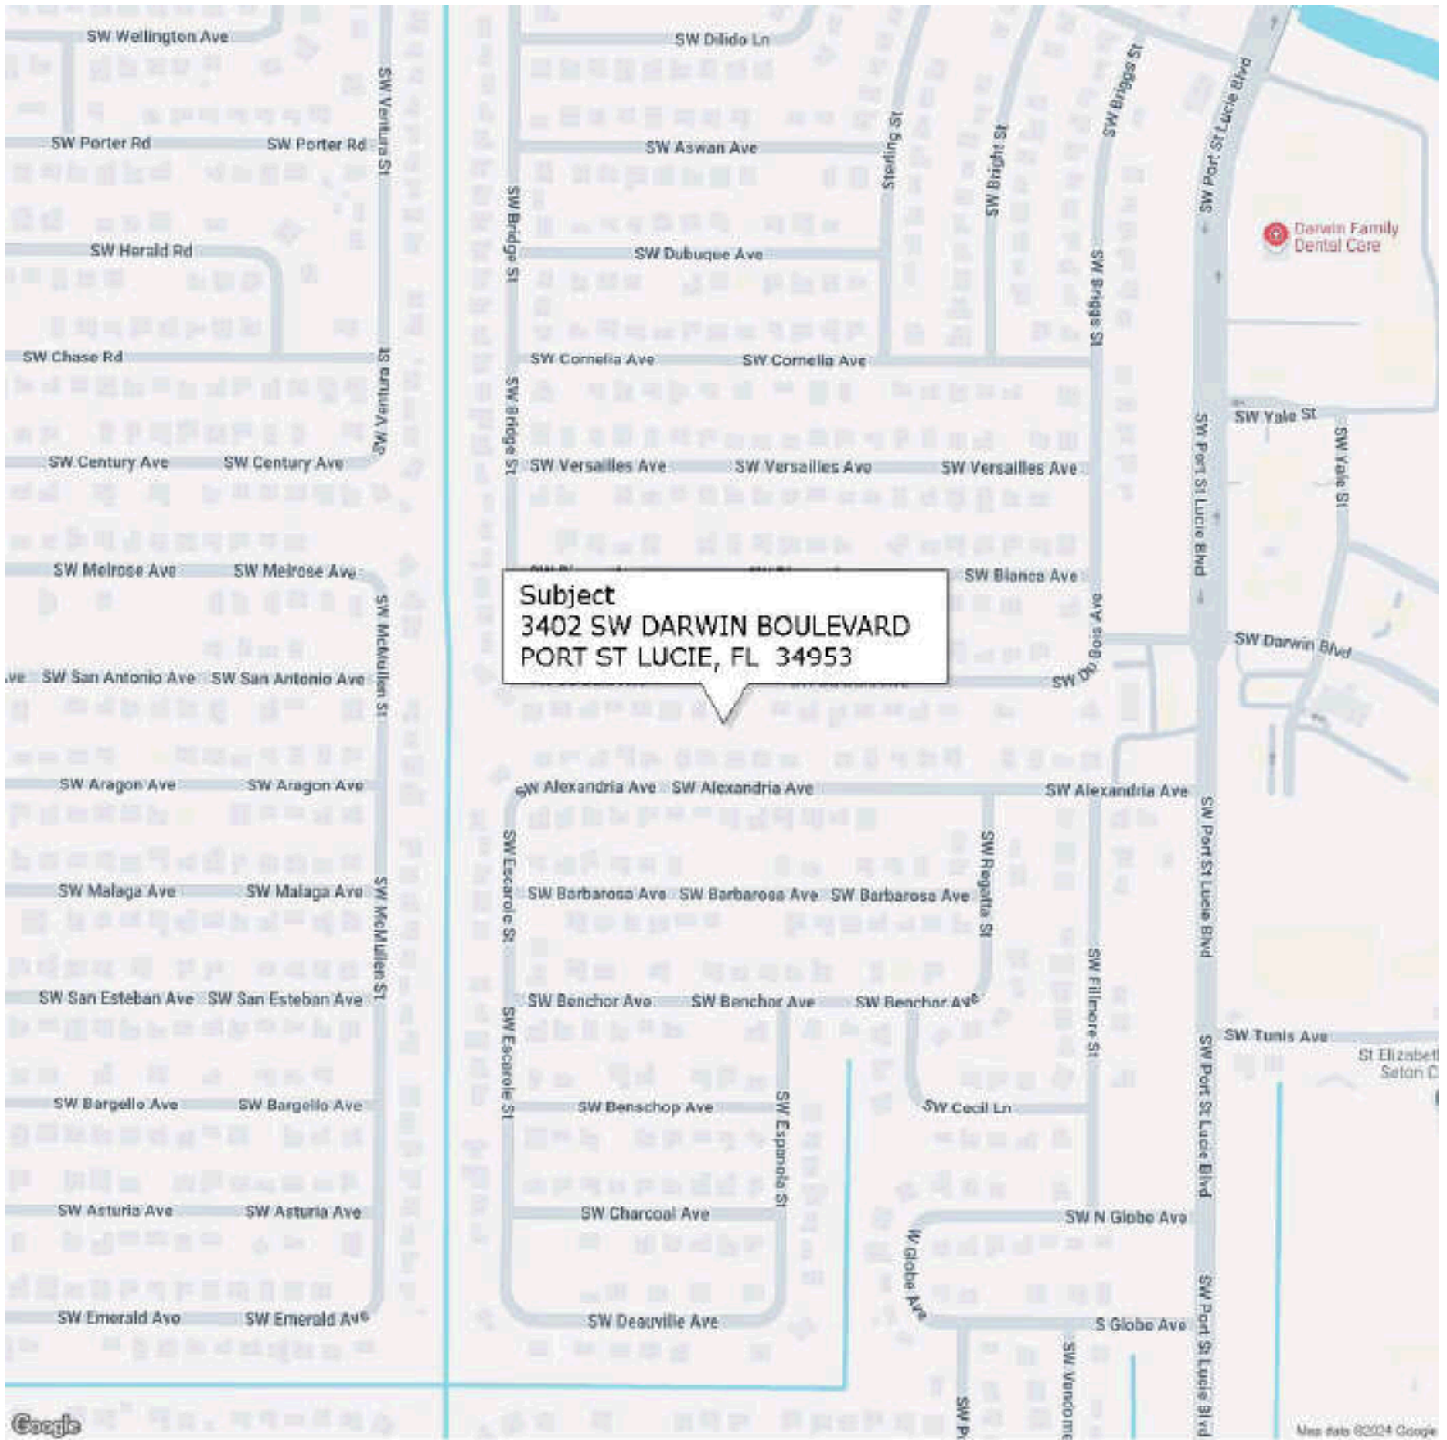 SW Wellington Ave
SW Dilido Ln
SW Ventura St
SW Briggs St
SW Port St Lucie Blvd
SW Porter Rd
SW Porter Rd
SW Aswan Ave
Sterling St
SW Bright St
SW Bridge St
Darwin Family
Dental Care
SW Herald Rd
SW Dubuque Ave
SW Briggs St
SW Chase Rd
SW Ventura St
SW Cornelia Ave
SW Cornelia Ave
SW Bridge St
SW Yale St
SW Yale St
SW Port St Lucie Blvd
SW Century Ave
SW Century Ave
SW Versailles Ave
SW Versailles Ave
SW Versailles Ave
SW Melrose Ave
SW Melrose Ave
SW Bianca Ave
Subject
3402 SW DARWIN BOULEVARD
PORT ST LUCIE, FL 34953
SW McMullen St
SW Darwin Blvd
ve
SW San Antonio Ave
SW San Antonio Ave
SW Du Bois Ave
SW Aragon Ave
SW Aragon Ave
SW Alexandria Ave
SW Alexandria Ave
SW Alexandria Ave
SW Port St Lucie Blvd
SW Escarole St
SW Regatta St
SW Malaga Ave
SW Malaga Ave
SW McMullen St
SW Barbarosa Ave
SW Barbarosa Ave
SW Barbarosa Ave
SW Fillmore St
SW San Esteban Ave
SW San Esteban Ave
SW Benchor Ave
SW Benchor Ave
SW Benchor Ave
SW Escarole St
SW Port St Lucie Blvd
SW Tunis Ave
St Elizabet
Seton C
SW Bargello Ave
SW Bargello Ave
SW Benschop Ave
SW Espanola St
SW Cecil Ln
SW Asturia Ave
SW Asturia Ave
SW Charcoal Ave
SW N Globe Ave
W Globe Ave
SW Emerald Ave
SW Emerald Ave
SW Deauville Ave
S Globe Ave
SW Port St Lucie Blvd
SW Vendome
Google
Map data ©2024 Google